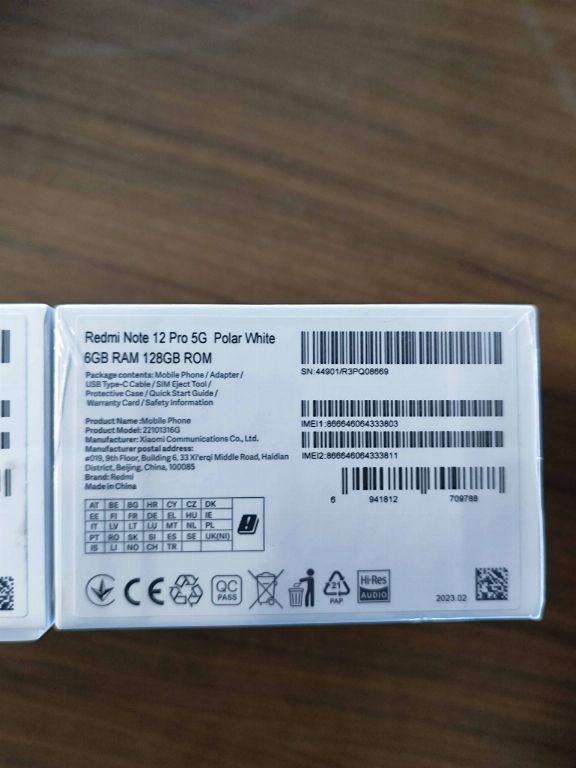 Redmi Note 12 Pro 5G Polar White
6GB RAM 128GB ROM
Package contents: Mobile Phone / Adapter /
USB Type-C Cable / SIM Eject Tool /
Protective Case / Quick Start Guide /
Warranty Card / Safety Information
Product Name:Mobile Phone
Product Model: 22101316G
Manufacturer: Xiaomi Communications Co., Ltd.
Manufacturer postal address:
#019, 9th Floor, Building 6, 33 Xi'erqi Middle Road, Haidian
District, Beijing, China, 100085
Brand: Redmi
Made in China
SN:44901/R3PQ08669
IMEI1:866646064333803
IMEI2:866646064333811
6 941812 709788
AT BE BG HR CY CZ DK
EE FI FR DE EL HU IE
IT LV LT LU MT NL PL
PT RO SK SI ES SE UK(NI)
IS LI NO CH TR
CE
QC
PASS
21
PAP
Hi-Res
AUDIO
2023.02